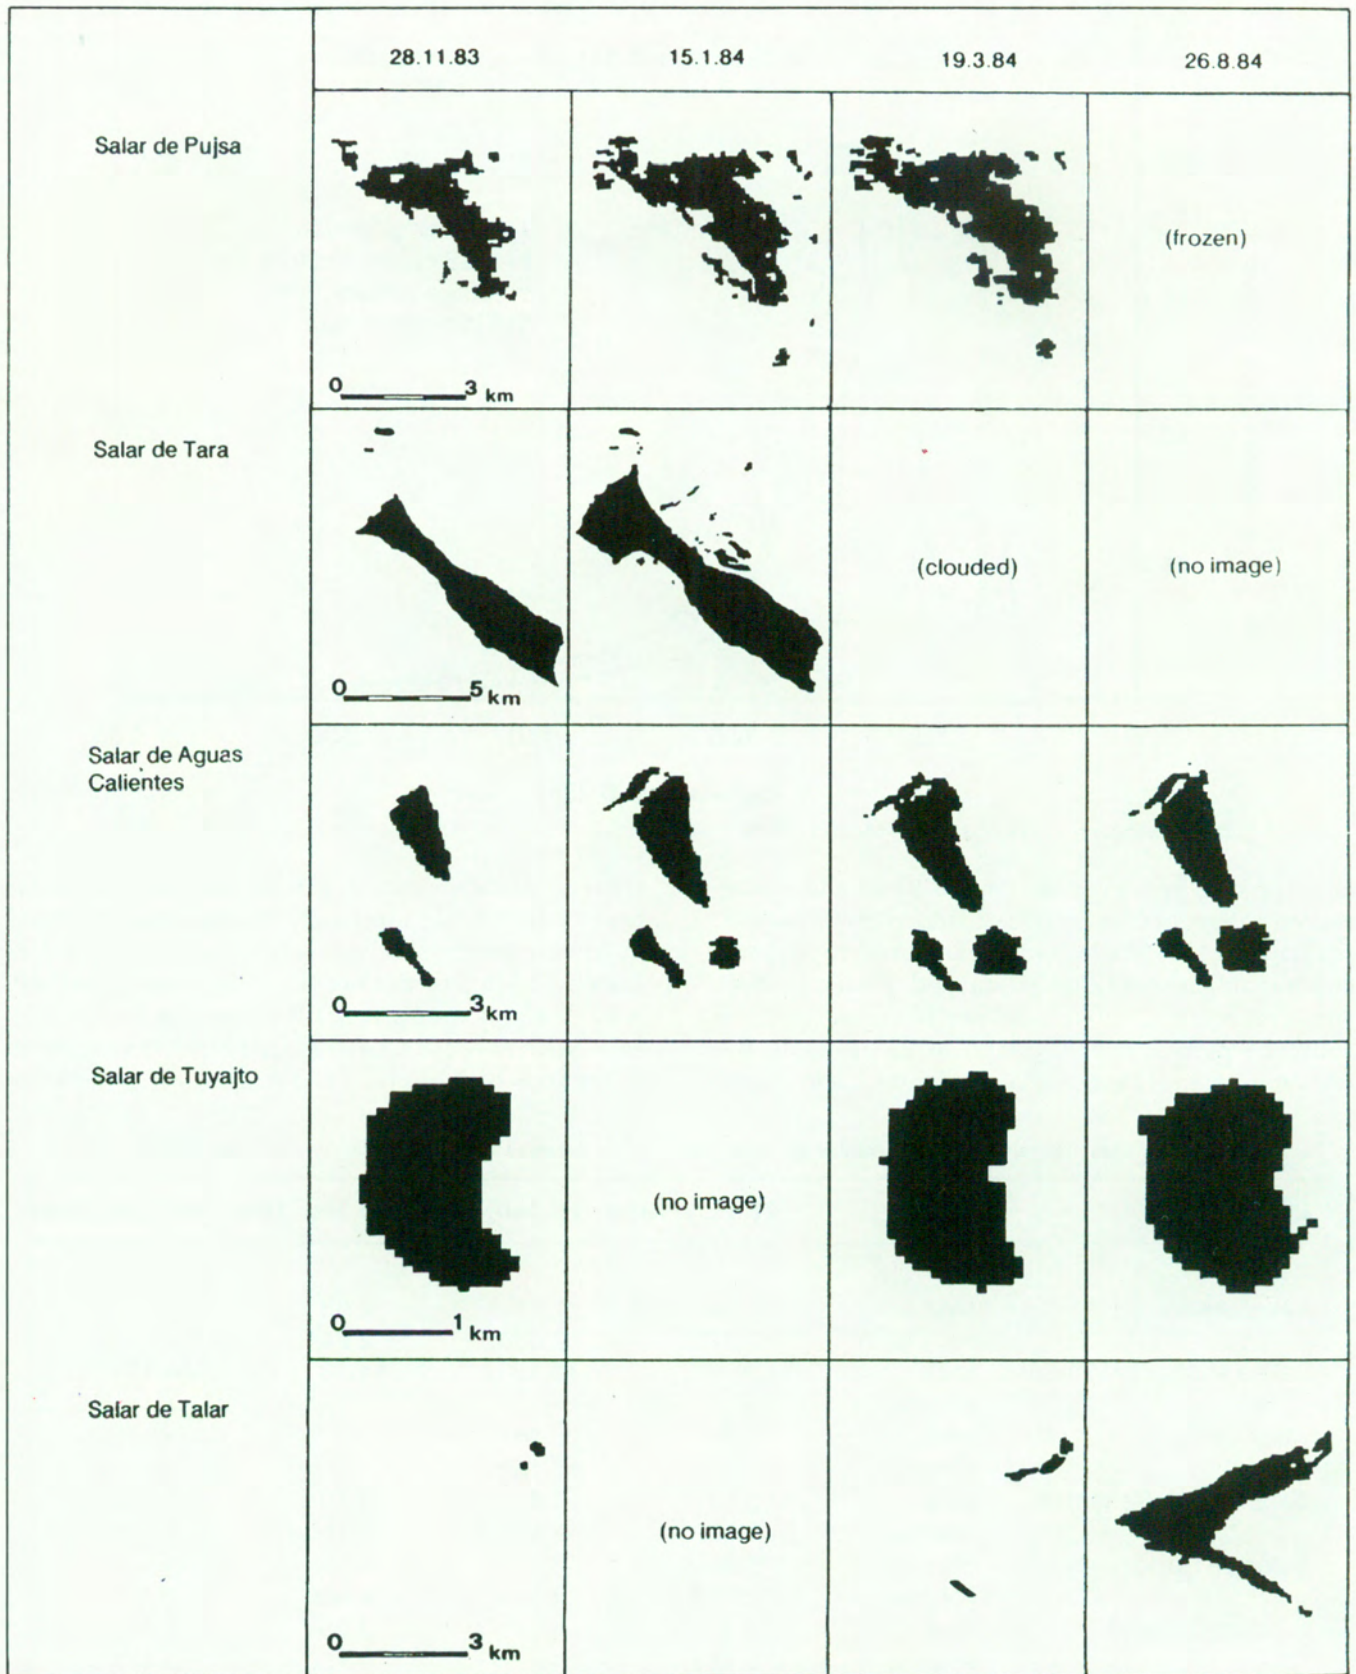 28.11.83 15.1.84 19.3.84 26.8.84
Salar de Pujsa
(frozen)
0 3 km
Salar de Tara
(clouded) (no image)
0 5 km
Salar de Aguas
Calientes
0 3 km
Salar de Tuyajto
(no image)
0 1 km
Salar de Talar
(no image)
0 3 km